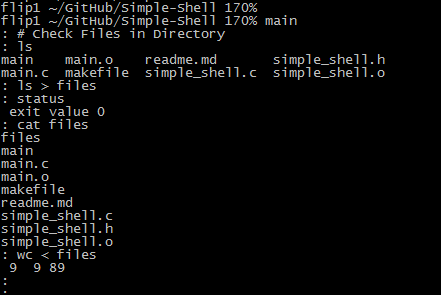 flip1 ~/GitHub/Simple-Shell 170%
flip1 ~/GitHub/Simple-Shell 170% main
: # Check Files in Directory
: ls
main    main.o    readme.md       simple_shell.h
main.c  makefile  simple_shell.c  simple_shell.o
: ls > files
: status
 exit value 0
: cat files
files
main
main.c
main.o
makefile
readme.md
simple_shell.c
simple_shell.h
simple_shell.o
: wc < files
 9  9 89
:
: